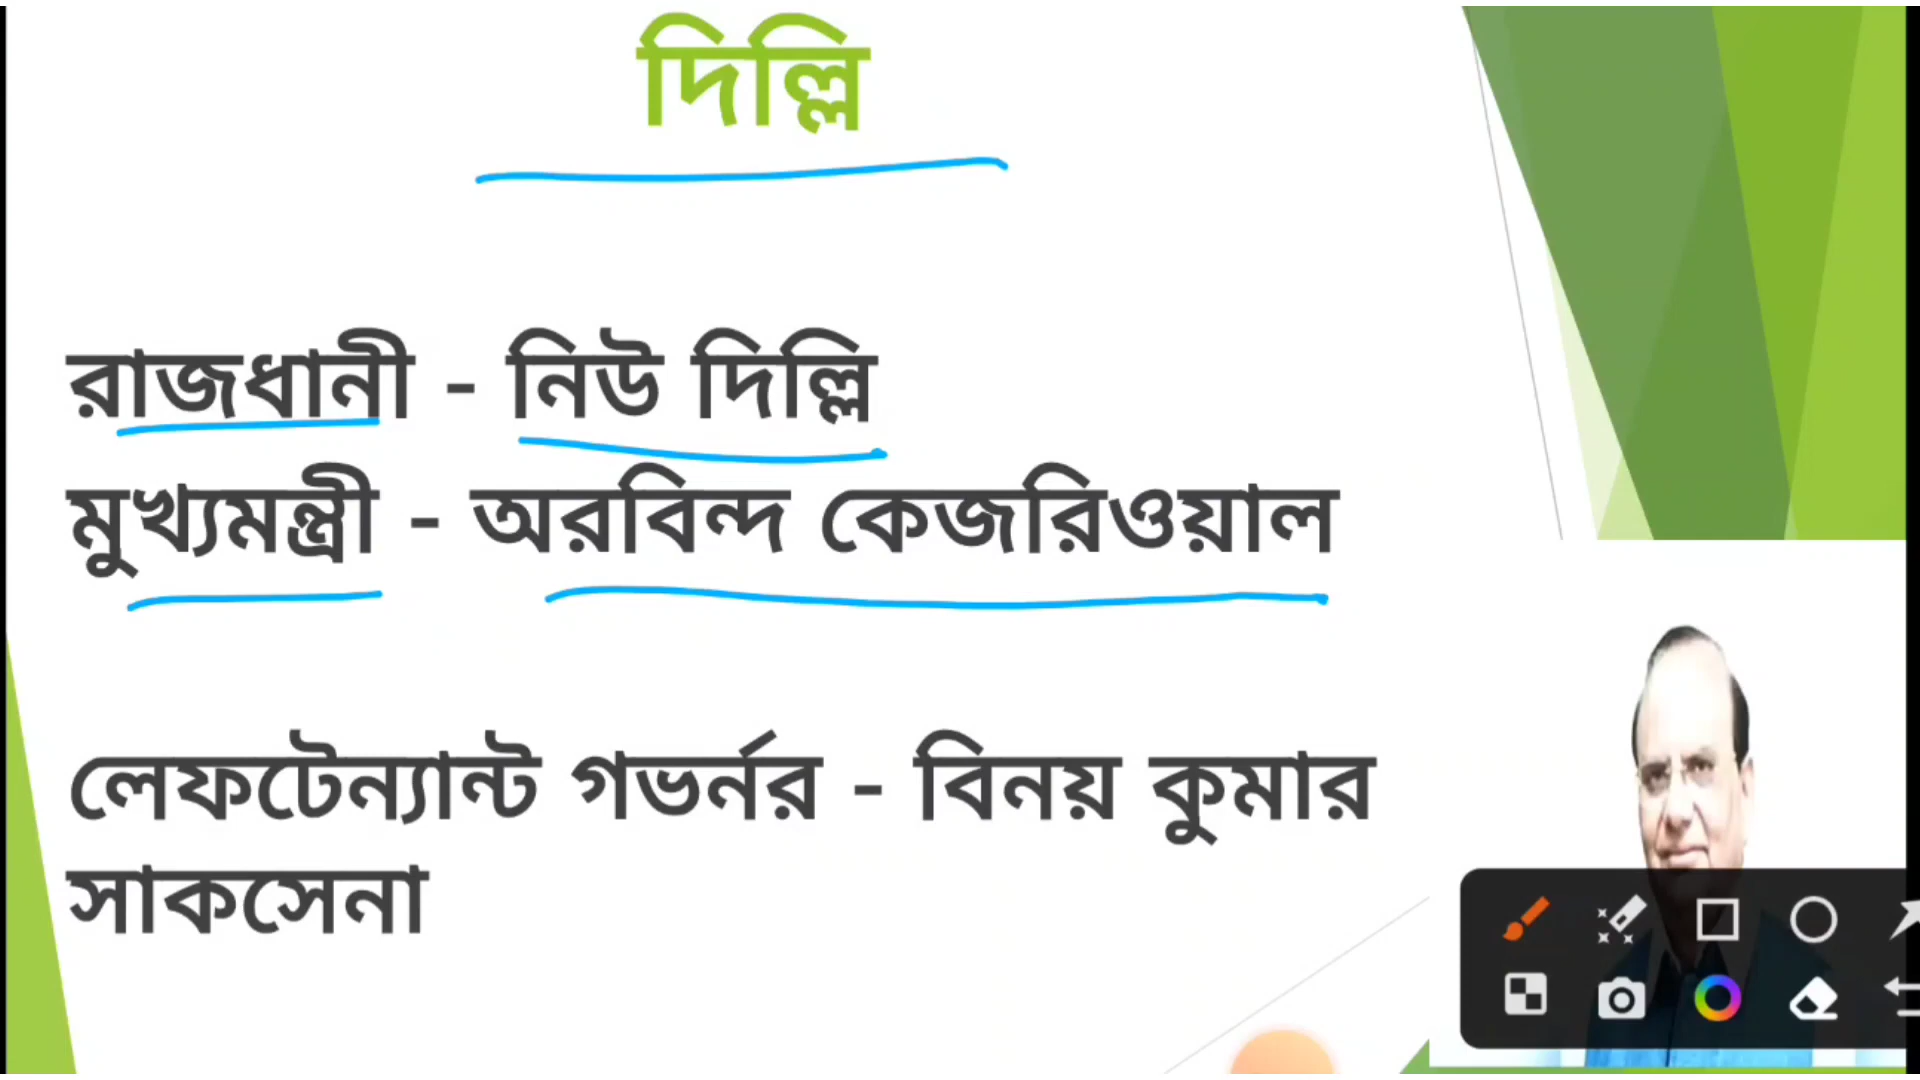 দিল্লি
রাজধানী - নিউ দিল্লি
মুখ্যমন্ত্রী - অরবিন্দ কেজরিওয়াল
লেফটেন্যান্ট গভর্নর - বিনয় কুমার
সাকসেনা